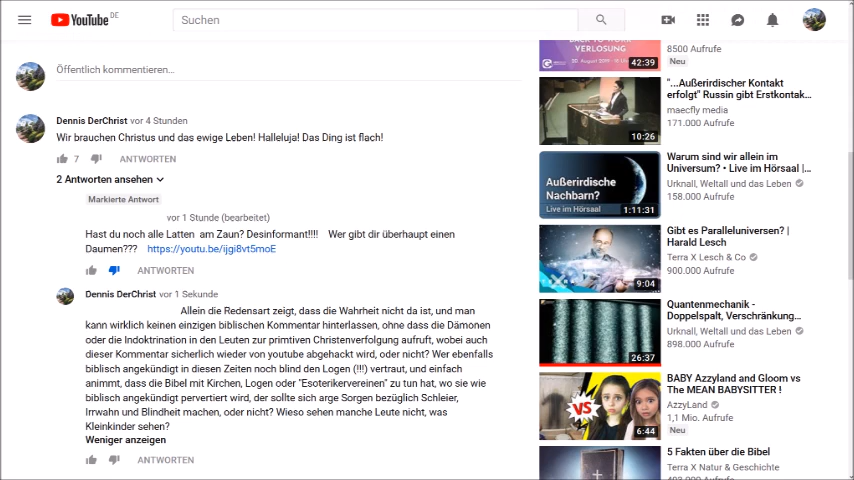 YouTube DE
Suchen
Öffentlich kommentieren...
Dennis DerChrist vor 4 Stunden
Wir brauchen Christus und das ewige Leben! Halleluja! Das Ding ist flach!
7 ANTWORTEN
2 Antworten ansehen
Markierte Antwort
vor 1 Stunde (bearbeitet)
Hast du noch alle Latten am Zaun? Desinformant!!!! Wer gibt dir überhaupt einen
Daumen??? https://youtu.be/ijgi8vt5moE
ANTWORTEN
Dennis DerChrist vor 1 Sekunde
Allein die Redensart zeigt, dass die Wahrheit nicht da ist, und man
kann wirklich keinen einzigen biblischen Kommentar hinterlassen, ohne dass die Dämonen
oder die Indoktrination in den Leuten zur primtiven Christenverfolgung aufruft, wobei auch
dieser Kommentar sicherlich wieder von youtube abgehackt wird, oder nicht? Wer ebenfalls
biblisch angekündigt in diesen Zeiten noch blind den Logen (!!!) vertraut, und einfach
animmt, dass die Bibel mit Kirchen, Logen oder "Esoterikervereinen" zu tun hat, wo sie wie
biblisch angekündigt pervertiert wird, der sollte sich arge Sorgen bezüglich Schleier,
Irrwahn und Blindheit machen, oder nicht? Wieso sehen manche Leute nicht, was
Kleinkinder sehen?
Weniger anzeigen
ANTWORTEN
VERLOSUNG
42:39
8500 Aufrufe
Neu
10:26
"...Außerirdischer Kontakt
erfolgt" Russin gibt Erstkontak...
maecfly media
171.000 Aufrufe
Außerirdische
Nachbarn?
Live im Hörsaal
1:11:31
Warum sind wir allein im
Universum? • Live im Hörsaal |...
Urknall, Weltall und das Leben
158.000 Aufrufe
9:04
Gibt es Paralleluniversen? |
Harald Lesch
Terra X Lesch & Co
900.000 Aufrufe
26:37
Quantenmechanik -
Doppelspalt, Verschränkung...
Urknall, Weltall und das Leben
898.000 Aufrufe
VS
6:44
BABY Azzyland and Gloom vs
The MEAN BABYSITTER !
AzzyLand
1,1 Mio. Aufrufe
Neu
5 Fakten über die Bibel
Terra X Natur & Geschichte